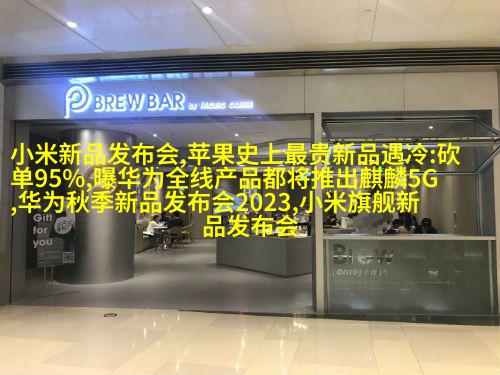 BREW BAR by PACIFIC COFFEE
小米新品发布会,苹果史上最贵新品遇冷:砍
单95%,曝华为全线产品都将推出麒麟5G
,华为秋季新品发布会2023,小米旗舰新
品发布会
Gift
for
you
Brew